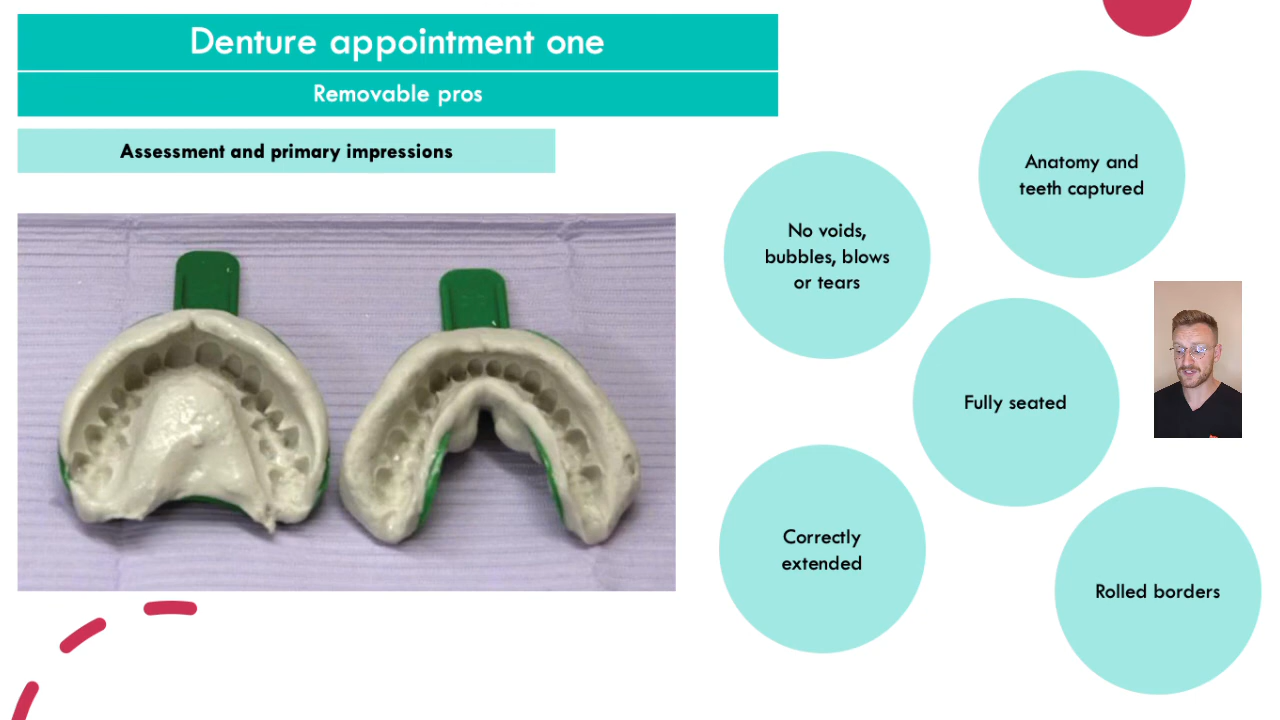 Denture appointment one
Removable pros
Assessment and primary impressions
Anatomy and
teeth captured
No voids,
bubbles, blows
or tears
Fully seated
Correctly
extended
Rolled borders